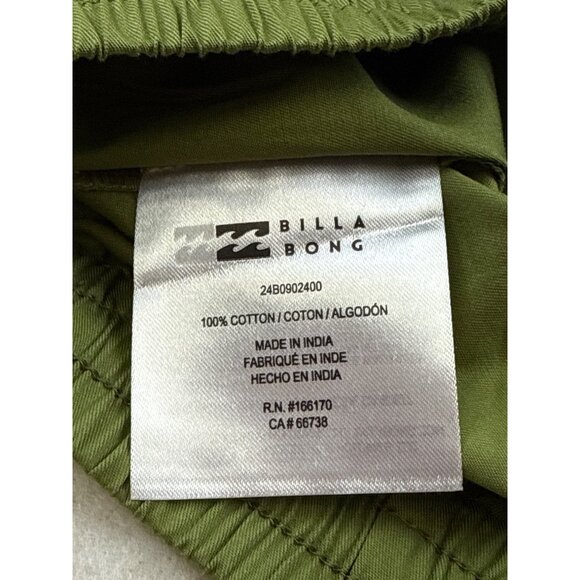 BILLA
BONG
24B0902400
100% COTTON / COTON / ALGODÓN
MADE IN INDIA
FABRIQUÉ EN INDE
HECHO EN INDIA
R.N. #166170
CA# 66738